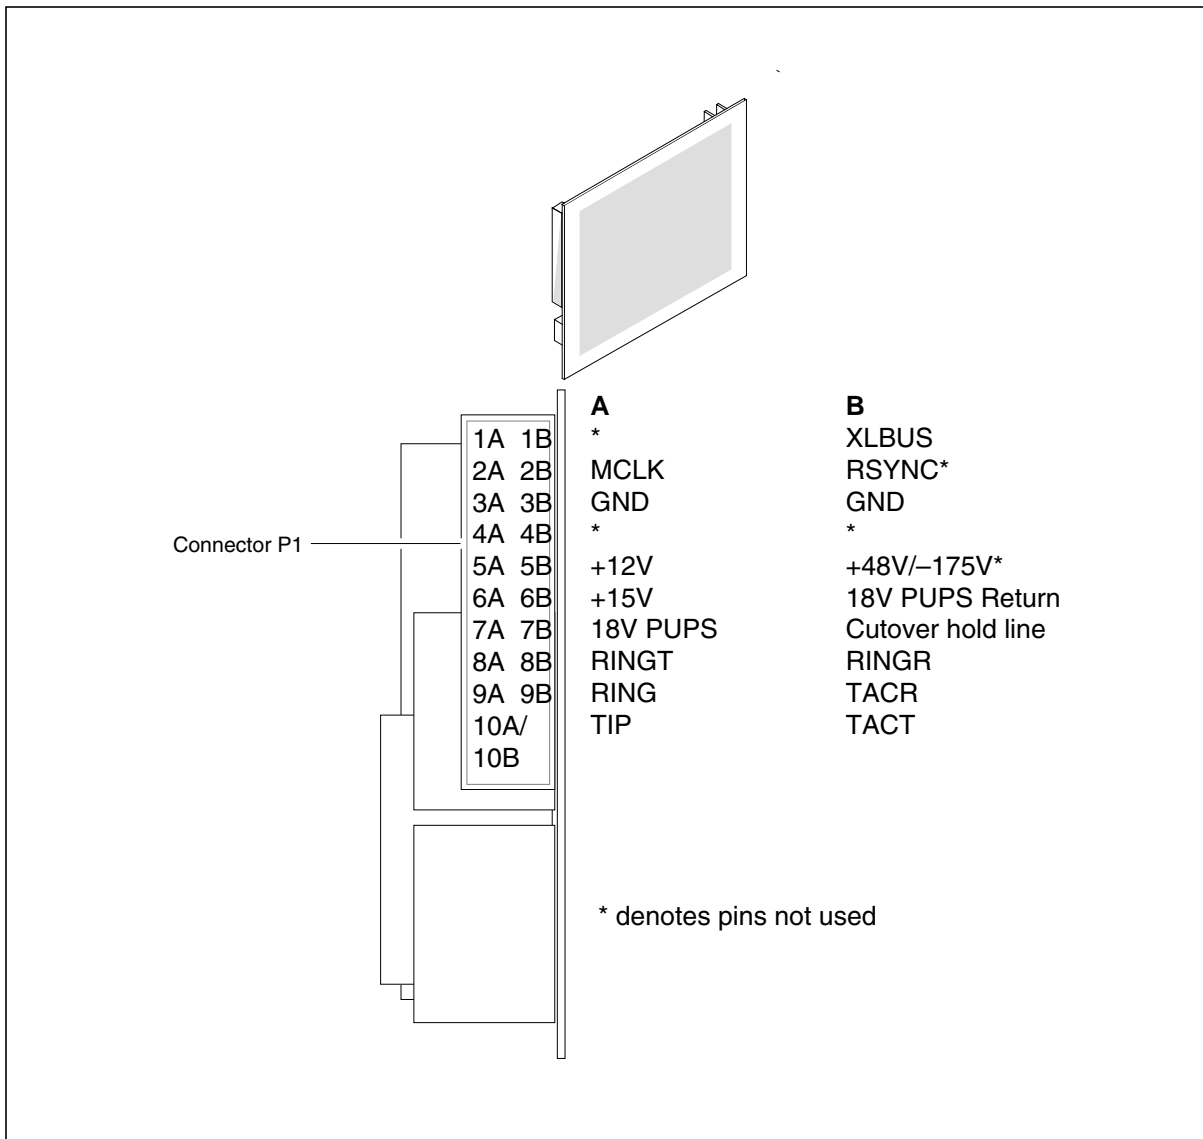 A B
1A 1B * XLBUS
2A 2B MCLK RSYNC*
3A 3B GND GND
4A 4B * *
Connector P1
5A 5B +12V +48V/–175V*
6A 6B +15V 18V PUPS Return
7A 7B 18V PUPS Cutover hold line
8A 8B RINGT RINGR
9A 9B RING TACR
10A/ TIP TACT
10B
* denotes pins not used